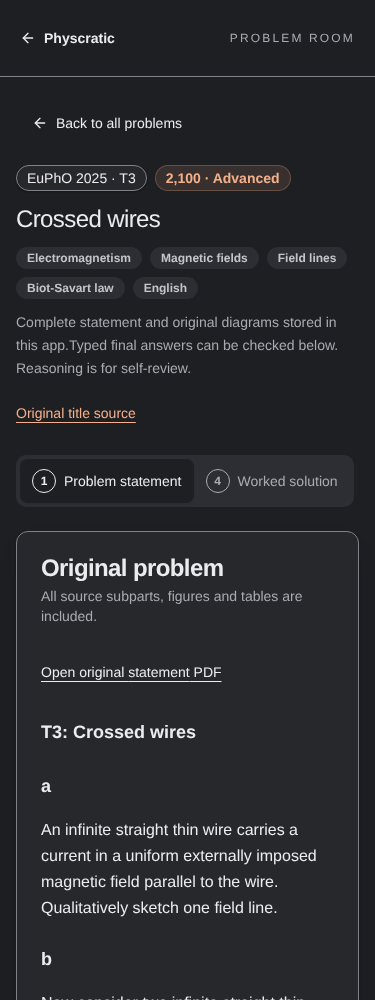 Physcratic
PROBLEM ROOM
Back to all problems
EuPhO 2025 · T3
2,100 · Advanced
Crossed wires
Electromagnetism
Magnetic fields
Field lines
Biot-Savart law
English
Complete statement and original diagrams stored in
this app.Typed final answers can be checked below.
Reasoning is for self-review.
Original title source
1 Problem statement
4 Worked solution
Original problem
All source subparts, figures and tables are
included.
Open original statement PDF
T3: Crossed wires
a
An infinite straight thin wire carries a
current in a uniform externally imposed
magnetic field parallel to the wire.
Qualitatively sketch one field line.
b